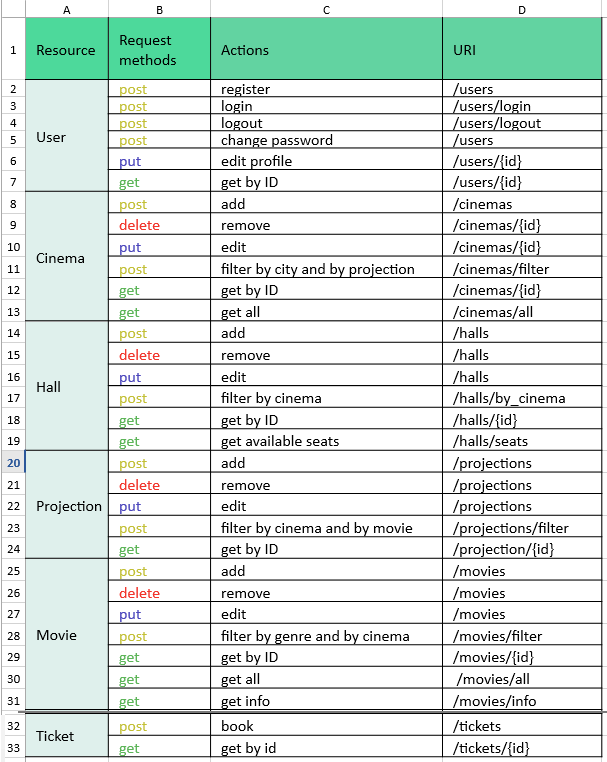 A B C D
1 Resource Request methods Actions URI
2 post register /users
3 post login /users/login
4 post logout /users/logout
5 User post change password /users
6 put edit profile /users/{id}
7 get get by ID /users/{id}
8 post add /cinemas
9 delete remove /cinemas/{id}
10 Cinema put edit /cinemas/{id}
11 post filter by city and by projection /cinemas/filter
12 get get by ID /cinemas/{id}
13 get get all /cinemas/all
14 post add /halls
15 delete remove /halls
16 Hall put edit /halls
17 post filter by cinema /halls/by_cinema
18 get get by ID /halls/{id}
19 get get available seats /halls/seats
20 post add /projections
21 delete remove /projections
22 Projection put edit /projections
23 post filter by cinema and by movie /projections/filter
24 get get by ID /projection/{id}
25 post add /movies
26 delete remove /movies
27 put edit /movies
28 Movie post filter by genre and by cinema /movies/filter
29 get get by ID /movies/{id}
30 get get all /movies/all
31 get get info /movies/info
32 Ticket post book /tickets
33 get get by id /tickets/{id}